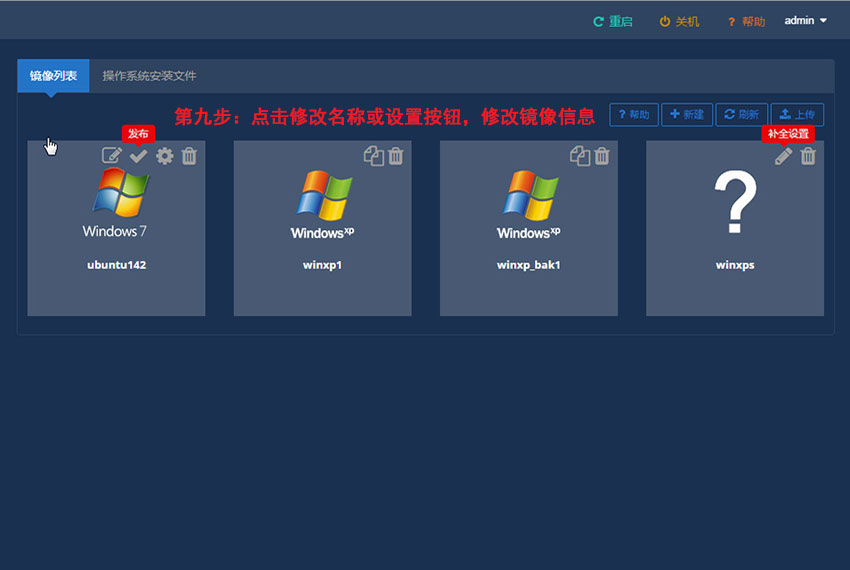 重启 关机 ? 帮助 admin
镜像列表 操作系统安装文件
第九步：点击修改名称或设置按钮，修改镜像信息 ? 帮助 新建 刷新 上传
发布 补全设置
Windows 7 Windows xp Windows xp ?
ubuntu142 winxp1 winxp_bak1 winxps